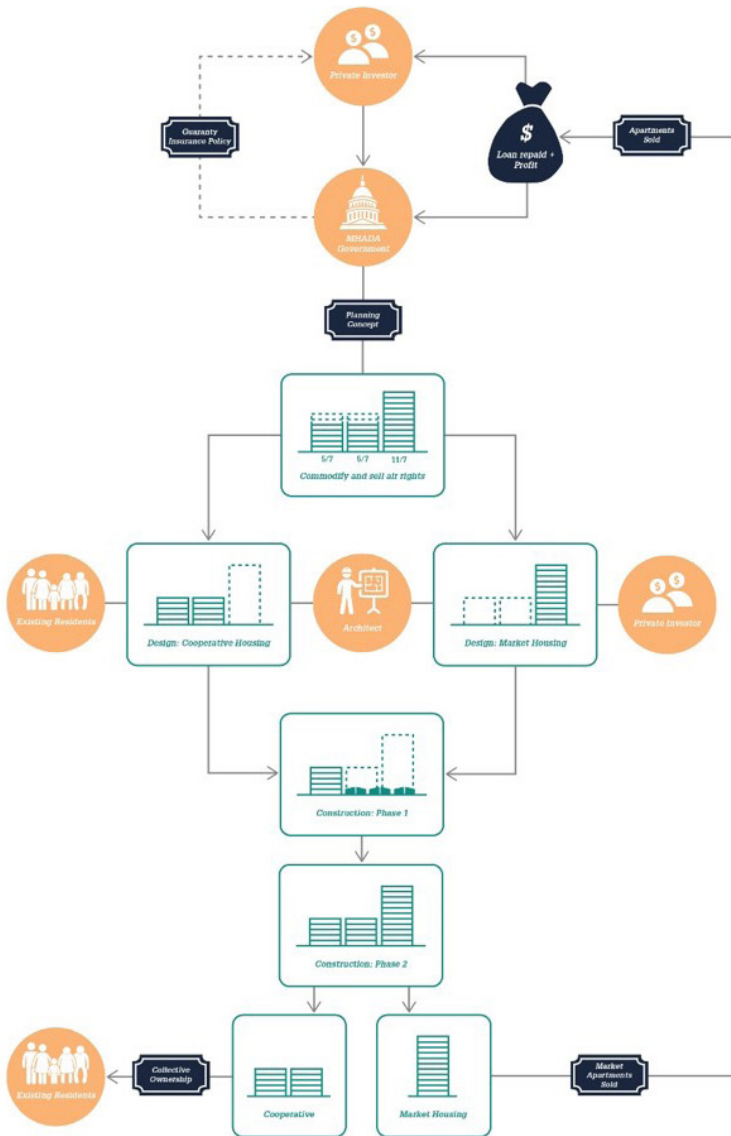 $ $
Private Investor
Guaranty
Insurance Policy
$
Loan repaid +
Profit
Apartments
Sold
MHADA
Government
Planning
Concept
5/7 5/7 11/7
Commodify and sell air rights
Existing Residents
Design: Cooperative Housing
Architect
Design: Market Housing
$ $
Private Investor
Construction: Phase 1
Construction: Phase 2
Existing Residents
Collective
Ownership
Cooperative
Market Housing
Market
Apartments
Sold